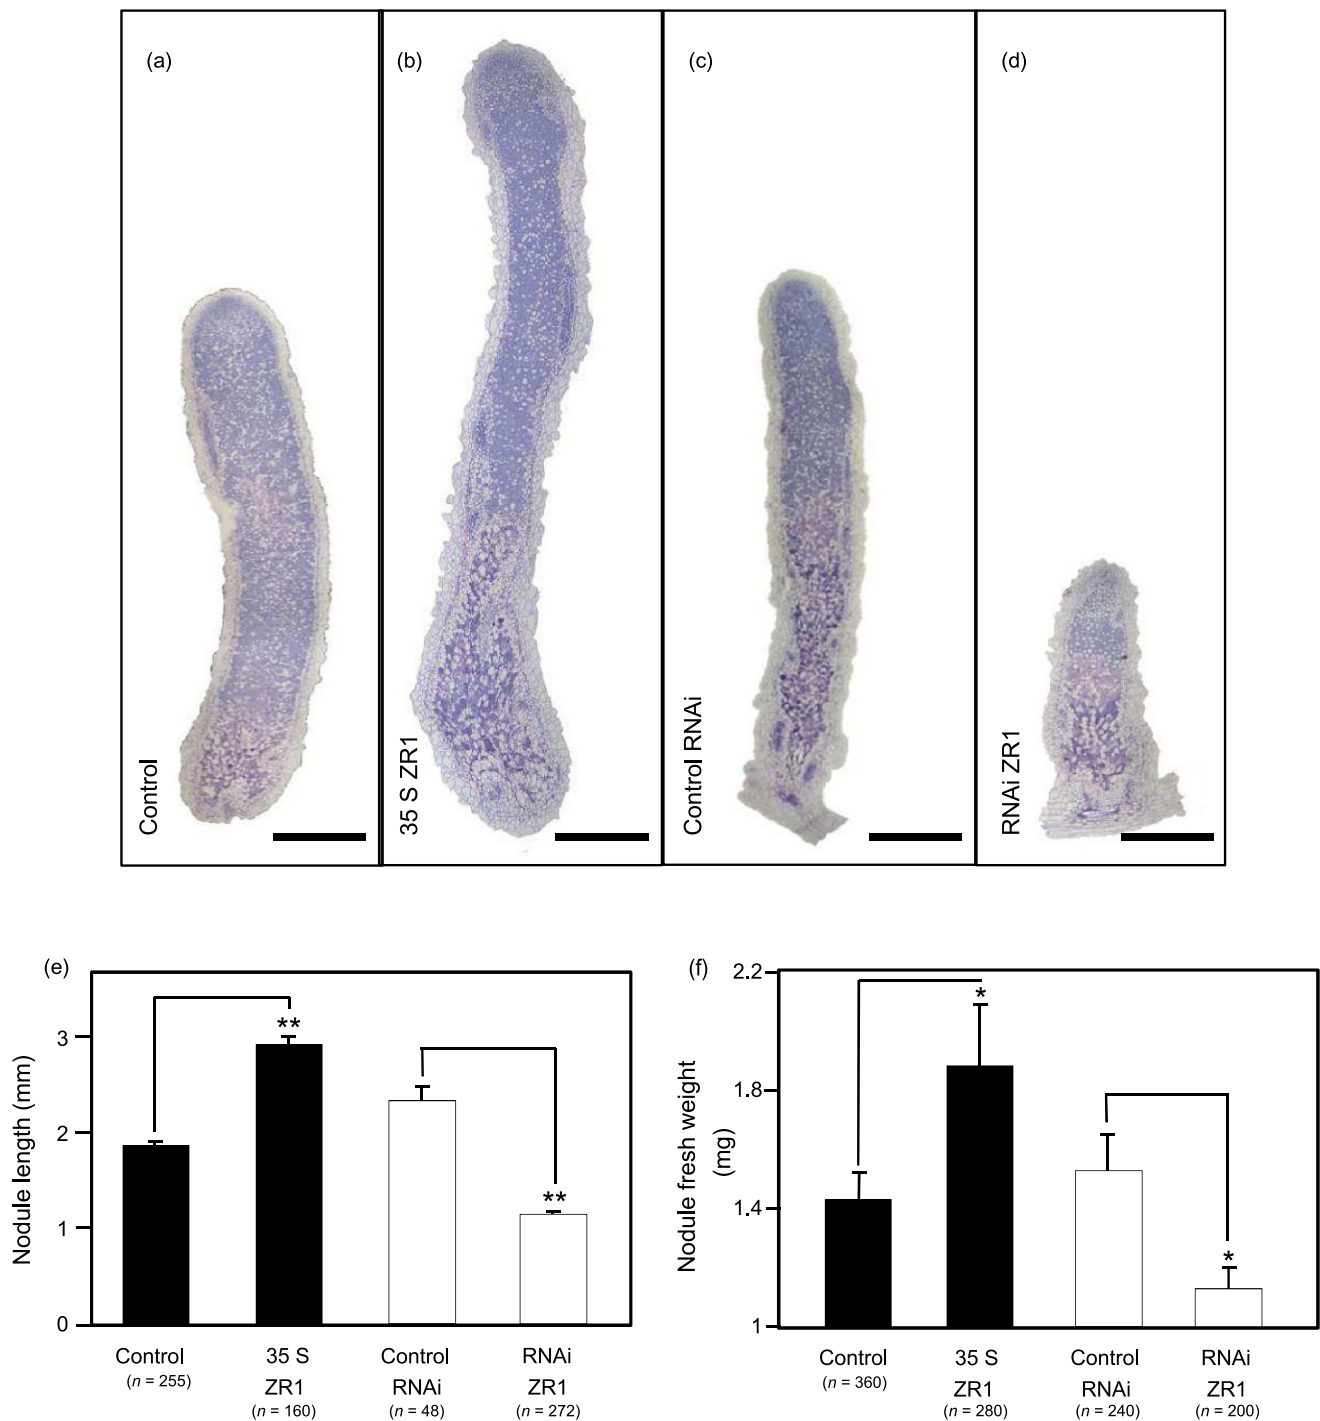 (a)
(b)
(c)
(d)
Control
35 S ZR1
Control RNAi
RNAi ZR1
(e)
Nodule length (mm)
3
2
1
0
**
**
Control
(n = 255)
35 S
ZR1
(n = 160)
Control
RNAi
(n = 48)
RNAi
ZR1
(n = 272)
(f)
Nodule fresh weight
(mg)
2.2
1.8
1.4
1
*
*
Control
(n = 360)
35 S
ZR1
(n = 280)
Control
RNAi
(n = 240)
RNAi
ZR1
(n = 200)